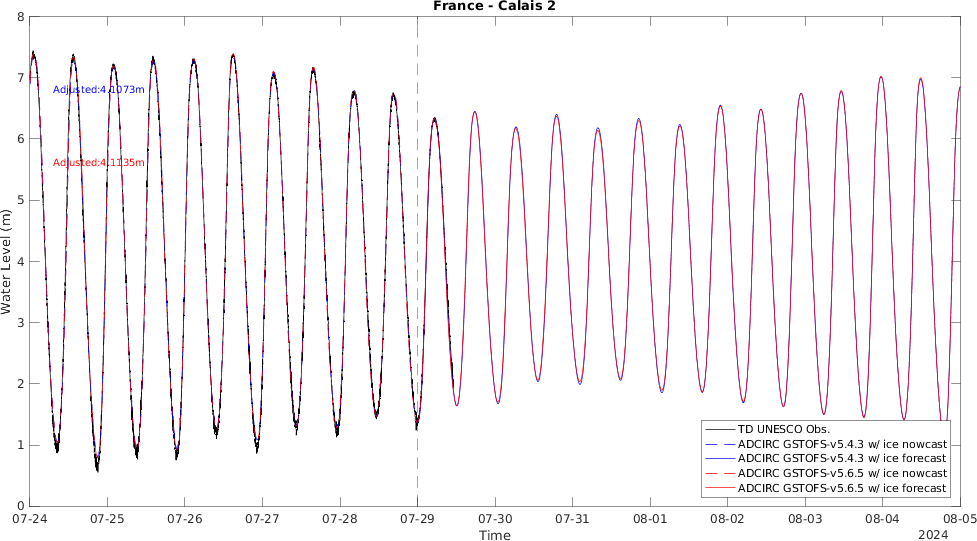 France - Calais 2
8
7
6
5
4
3
2
1
0
Water Level (m)
Adjusted:4.1073m
Adjusted:4.1135m
TD UNESCO Obs.
ADCIRC GSTOFS-v5.4.3 w/ ice nowcast
ADCIRC GSTOFS-v5.4.3 w/ ice forecast
ADCIRC GSTOFS-v5.6.5 w/ ice nowcast
ADCIRC GSTOFS-v5.6.5 w/ ice forecast
07-24 07-25 07-26 07-27 07-28 07-29 07-30 07-31 08-01 08-02 08-03 08-04 08-05
Time
2024